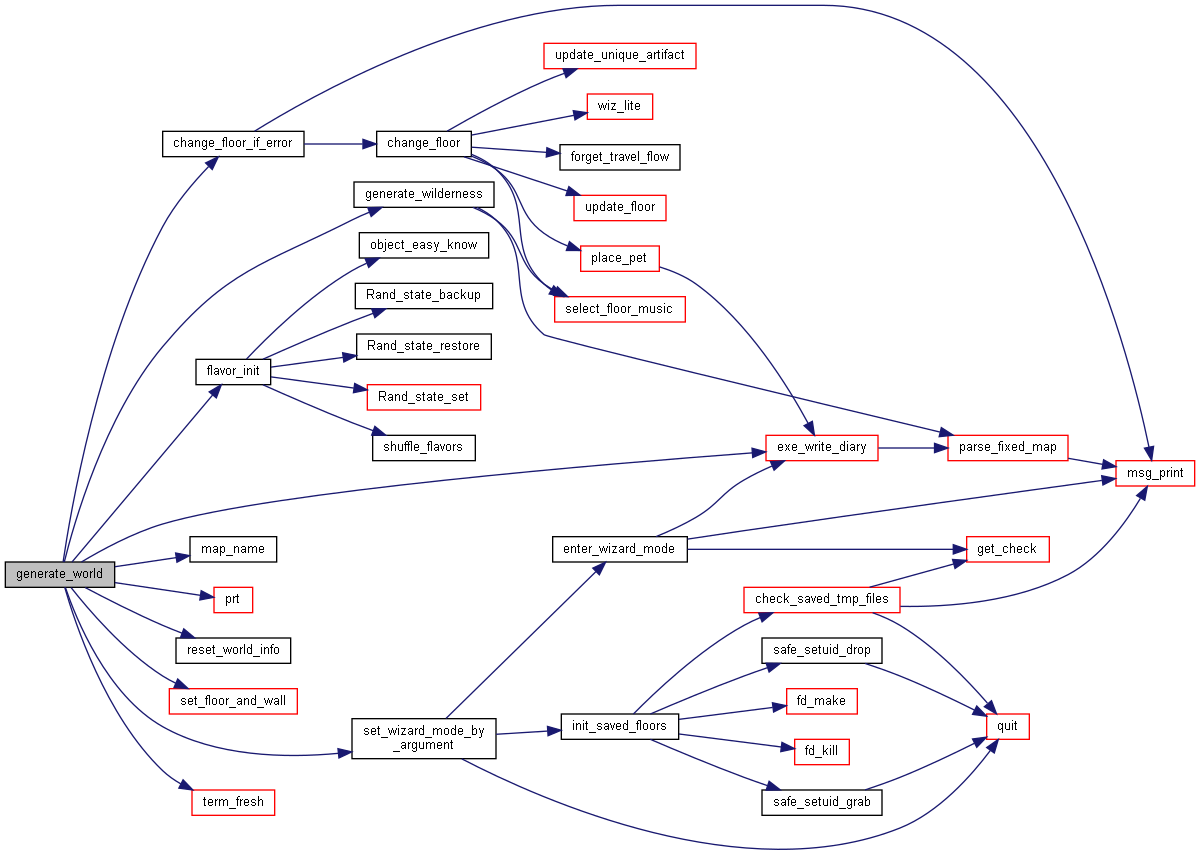 update_unique_artifact
wiz_lite
change_floor_if_error
change_floor
forget_travel_flow
generate_wilderness
update_floor
object_easy_know
place_pet
Rand_state_backup
select_floor_music
Rand_state_restore
flavor_init
Rand_state_set
shuffle_flavors
exe_write_diary
parse_fixed_map
msg_print
map_name
enter_wizard_mode
get_check
generate_world
prt
check_saved_tmp_files
reset_world_info
safe_setuid_drop
set_floor_and_wall
fd_make
set_wizard_mode_by
_argument
init_saved_floors
quit
fd_kill
term_fresh
safe_setuid_grab